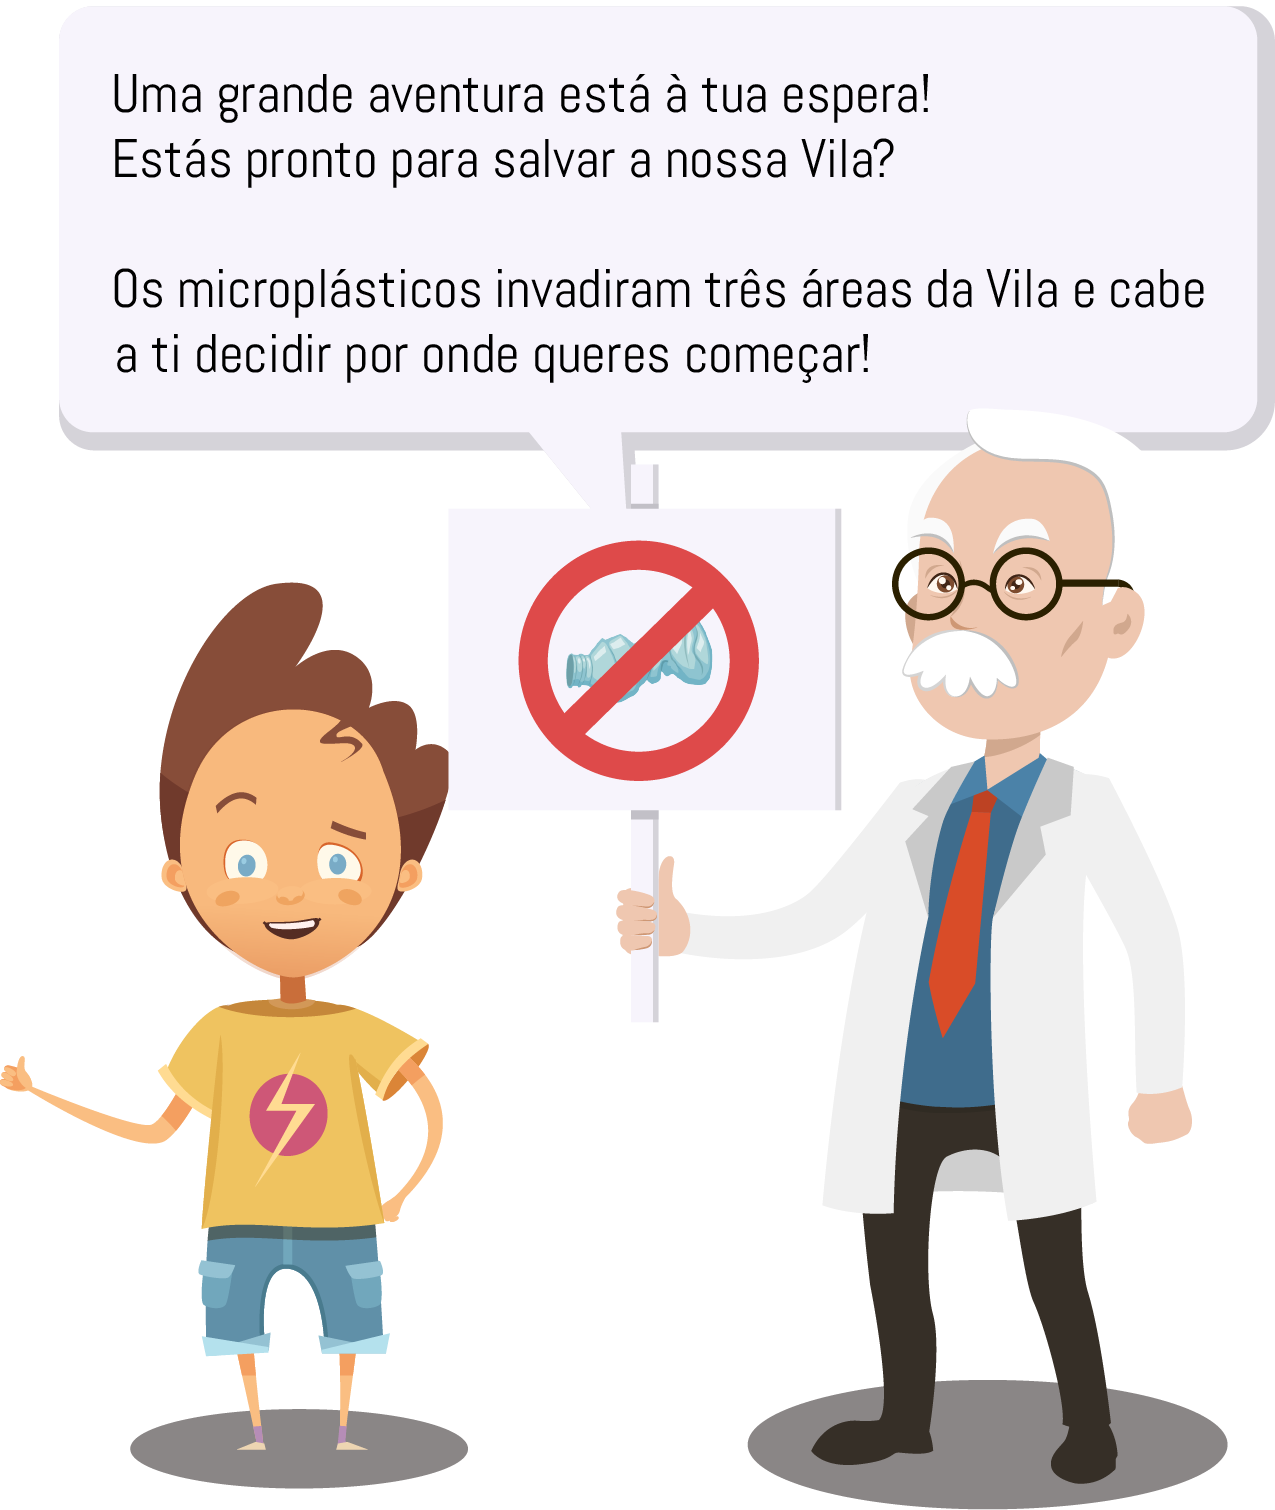 Uma grande aventura está à tua espera!
Estás pronto para salvar a nossa Vila?
Os microplásticos invadiram três áreas da Vila e cabe
a ti decidir por onde queres começar!